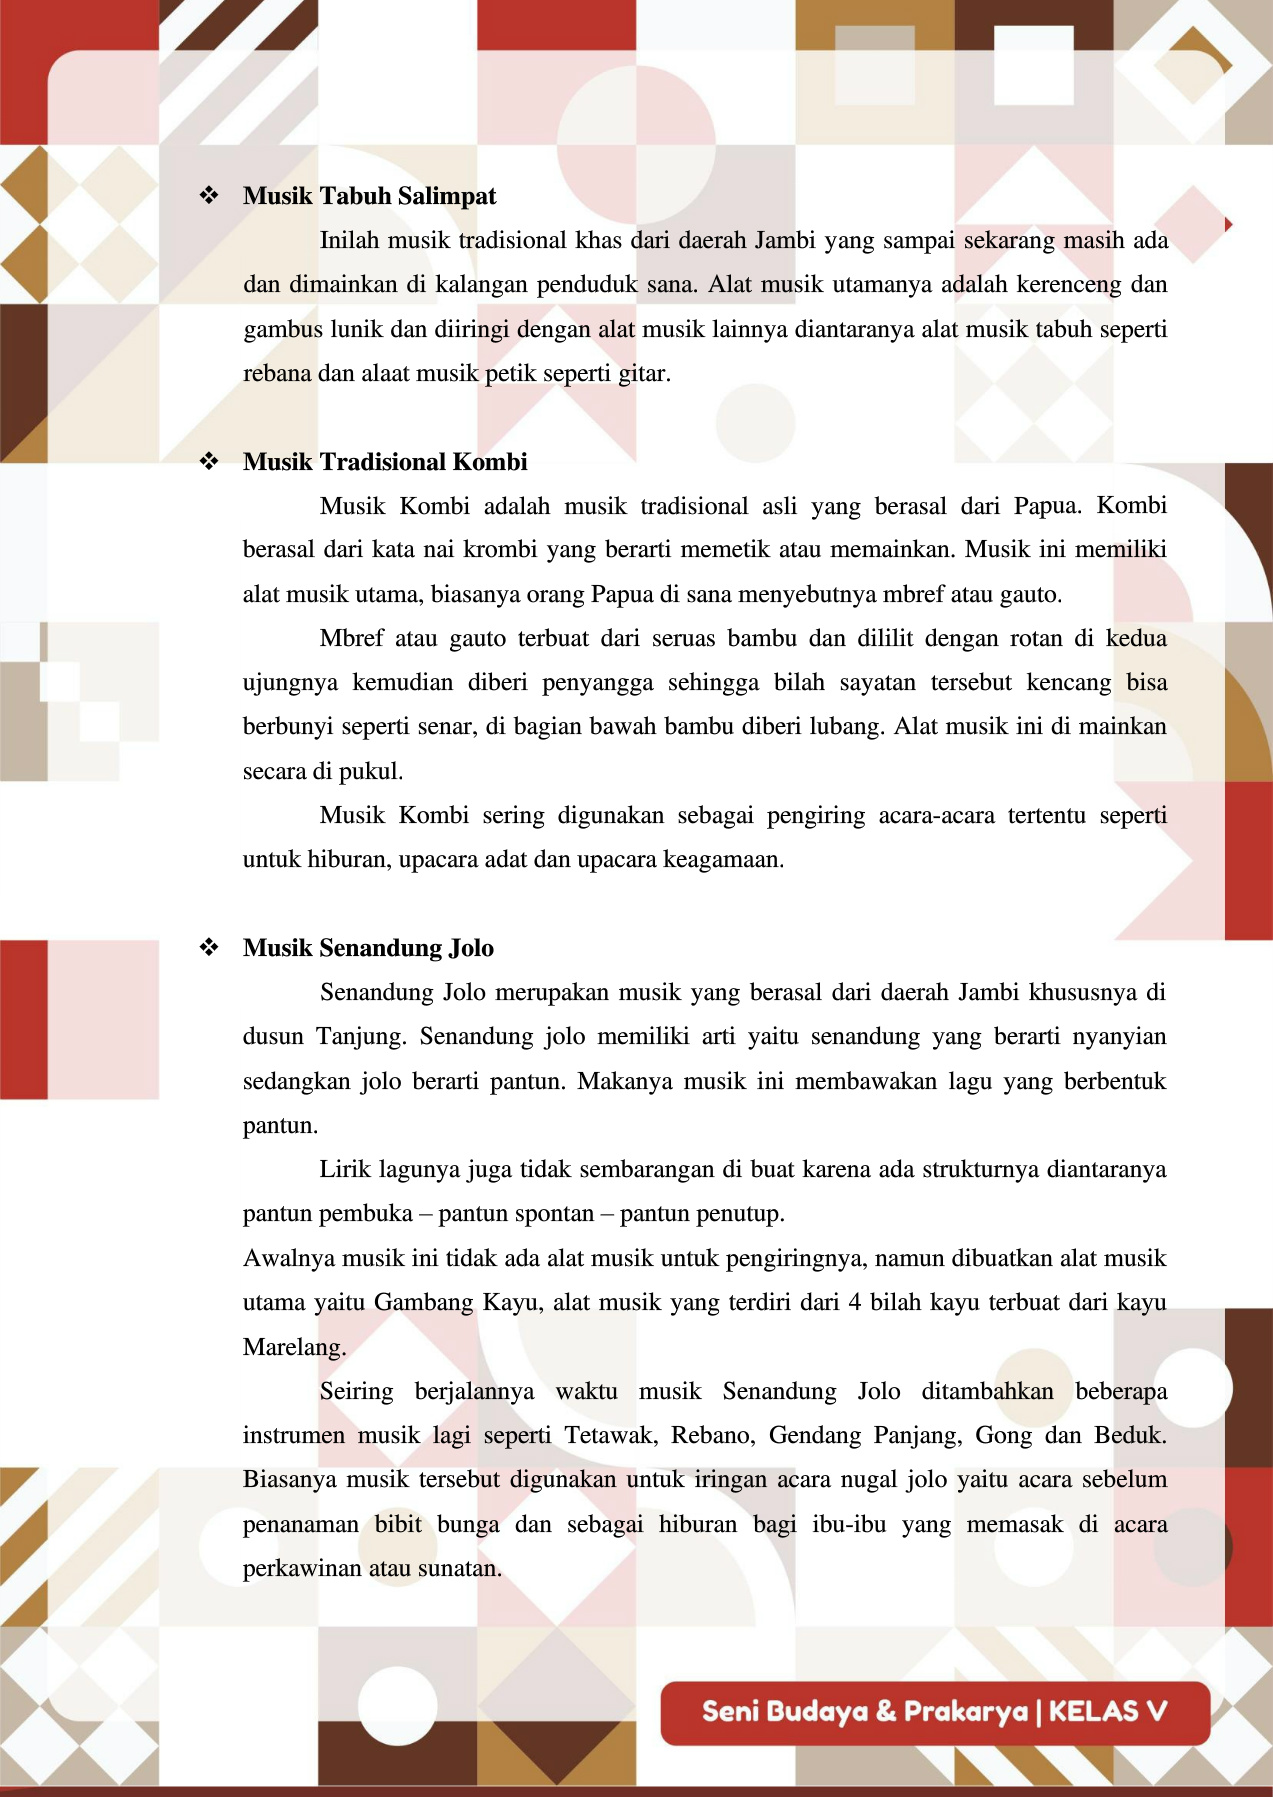 ❖ Musik Tabuh Salimpat
Inilah musik tradisional khas dari daerah Jambi yang sampai sekarang masih ada
dan dimainkan di kalangan penduduk sana. Alat musik utamanya adalah kerenceng dan
gambus lunik dan diiringi dengan alat musik lainnya diantaranya alat musik tabuh seperti
rebana dan alaat musik petik seperti gitar.
❖ Musik Tradisional Kombi
Musik Kombi adalah musik tradisional asli yang berasal dari Papua. Kombi
berasal dari kata nai krombi yang berarti memetik atau memainkan. Musik ini memiliki
alat musik utama, biasanya orang Papua di sana menyebutnya mbref atau gauto.
Mbref atau gauto terbuat dari seruas bambu dan dililit dengan rotan di kedua
ujungnya kemudian diberi penyangga sehingga bilah sayatan tersebut kencang bisa
berbunyi seperti senar, di bagian bawah bambu diberi lubang. Alat musik ini di mainkan
secara di pukul.
Musik Kombi sering digunakan sebagai pengiring acara-acara tertentu seperti
untuk hiburan, upacara adat dan upacara keagamaan.
❖ Musik Senandung Jolo
Senandung Jolo merupakan musik yang berasal dari daerah Jambi khususnya di
dusun Tanjung. Senandung jolo memiliki arti yaitu senandung yang berarti nyanyian
sedangkan jolo berarti pantun. Makanya musik ini membawakan lagu yang berbentuk
pantun.
Lirik lagunya juga tidak sembarangan di buat karena ada strukturnya diantaranya
pantun pembuka – pantun spontan – pantun penutup.
Awalnya musik ini tidak ada alat musik untuk pengiringnya, namun dibuatkan alat musik
utama yaitu Gambang Kayu, alat musik yang terdiri dari 4 bilah kayu terbuat dari kayu
Marelang.
Seiring berjalannya waktu musik Senandung Jolo ditambahkan beberapa
instrumen musik lagi seperti Tetawak, Rebano, Gendang Panjang, Gong dan Beduk.
Biasanya musik tersebut digunakan untuk iringan acara nugal jolo yaitu acara sebelum
penanaman bibit bunga dan sebagai hiburan bagi ibu-ibu yang memasak di acara
perkawinan atau sunatan.
Seni Budaya & Prakarya | KELAS V